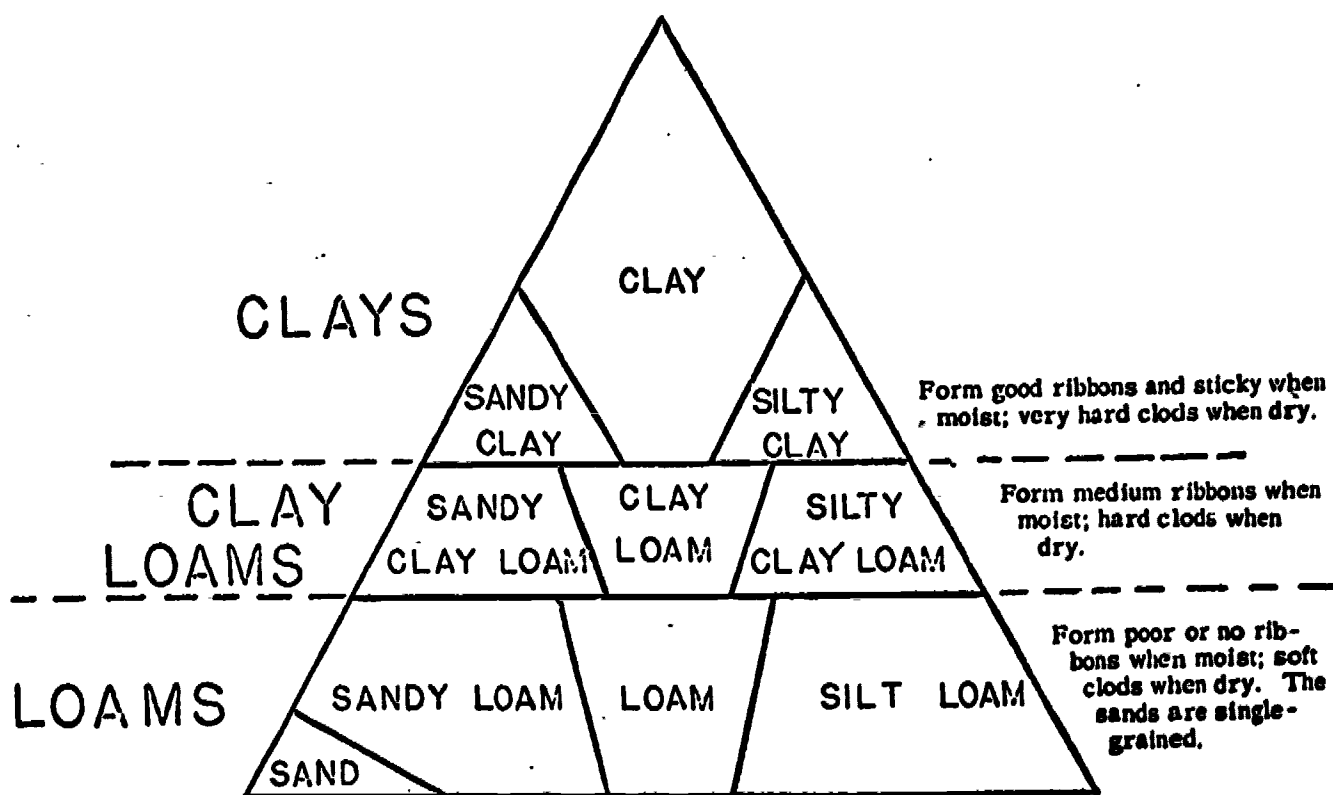 CLAY
CLAYS
SANDY
CLAY
SILTY
CLAY
Form good ribbons and sticky when
moist; very hard clods when dry.
CLAY
LOAMS
SANDY
CLAY LOAM
CLAY
LOAM
SILTY
CLAY LOAM
Form medium ribbons when
moist; hard clods when
dry.
LOAMS
SANDY LOAM
LOAM
SILT LOAM
SAND
Form poor or no rib-
bons when moist; soft
clods when dry. The
sands are single-
grained.